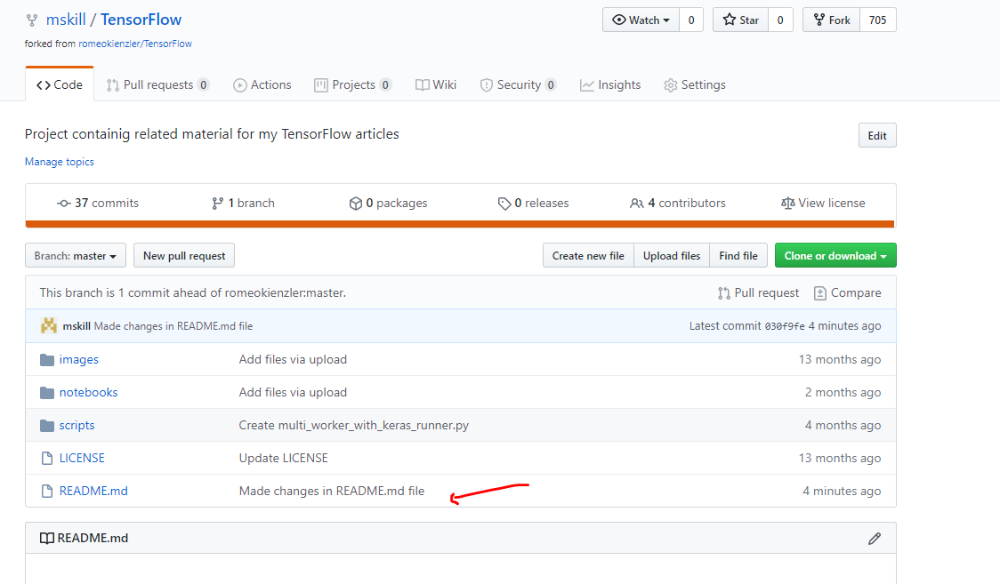 mskill / TensorFlow
Watch 0 Star 0 Fork 705
forked from romeokienzler/TensorFlow
Code Pull requests 0 Actions Projects 0 Wiki Security 0 Insights Settings
Project containig related material for my TensorFlow articles
Edit
Manage topics
37 commits 1 branch 0 packages 0 releases 4 contributors View license
Branch: master New pull request Create new file Upload files Find file Clone or download
This branch is 1 commit ahead of romeokienzler:master. Pull request Compare
mskill Made changes in README.md file Latest commit 030f9fe 4 minutes ago
images Add files via upload 13 months ago
notebooks Add files via upload 2 months ago
scripts Create multi_worker_with_keras_runner.py 4 months ago
LICENSE Update LICENSE 13 months ago
README.md Made changes in README.md file 4 minutes ago
README.md